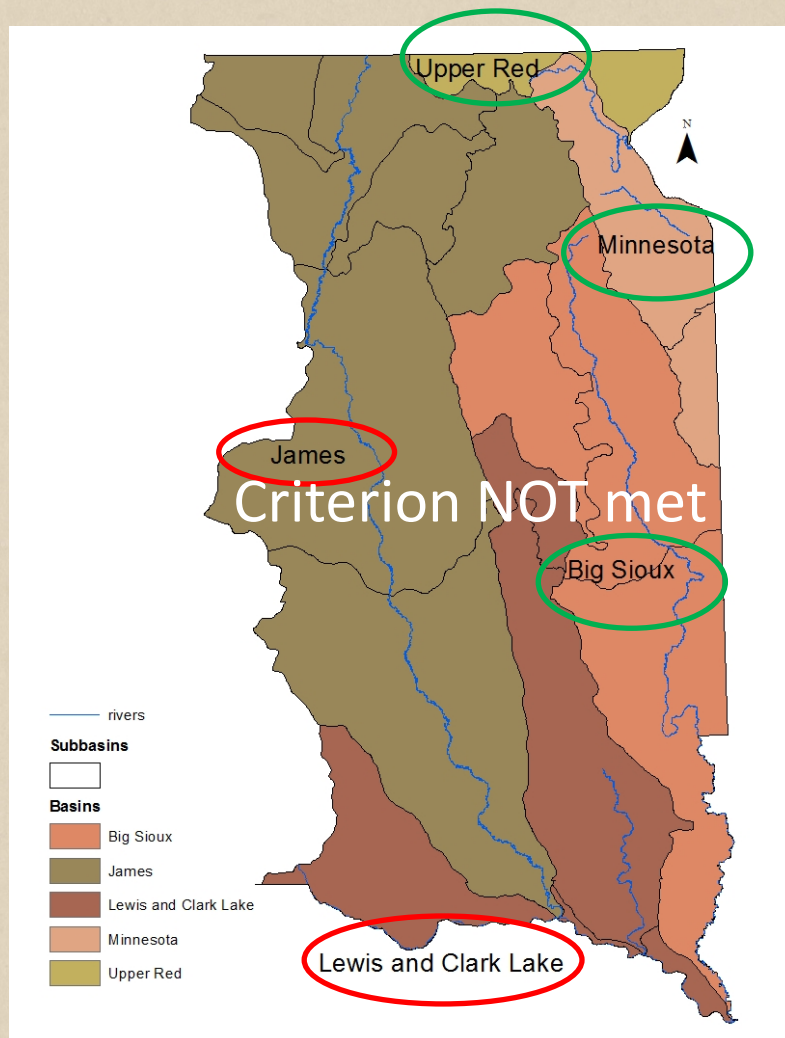 Upper Red
N
Minnesota
James
Criterion NOT met
Big Sioux
rivers
Subbasins
Basins
Big Sioux
James
Lewis and Clark Lake
Minnesota
Upper Red
Lewis and Clark Lake